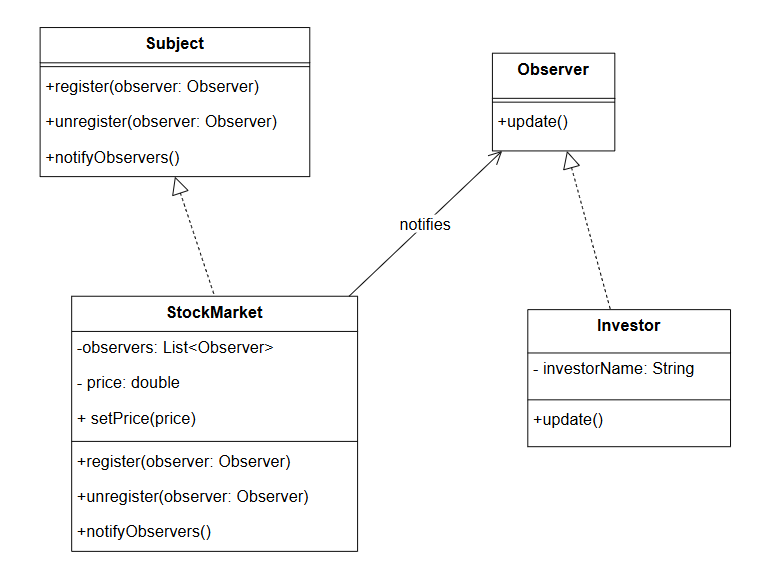 Subject
+register(observer: Observer)
+unregister(observer: Observer)
+notifyObservers()
Observer
+update()
notifies
StockMarket
-observers: List<Observer>
- price: double
+ setPrice(price)
+register(observer: Observer)
+unregister(observer: Observer)
+notifyObservers()
Investor
- investorName: String
+update()